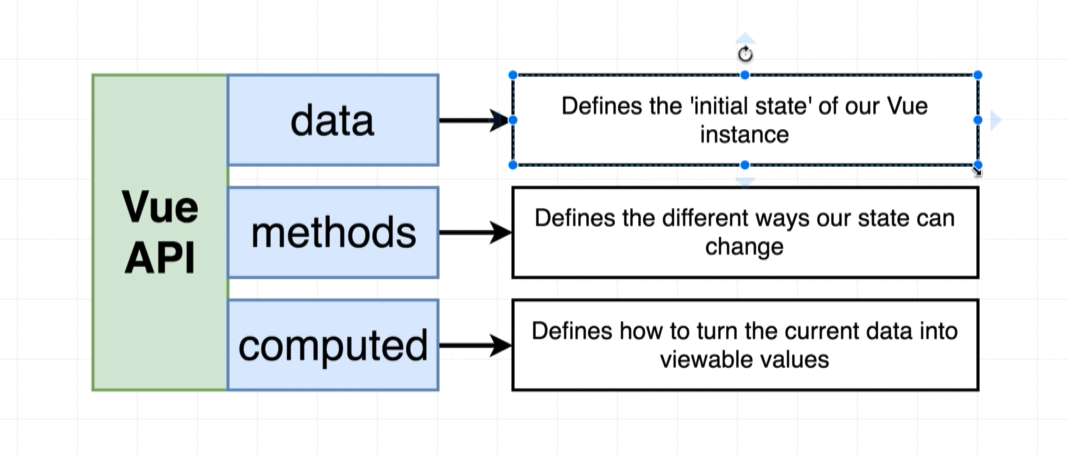 Vue
API
data
Defines the 'initial state' of our Vue
instance
methods
Defines the different ways our state can
change
computed
Defines how to turn the current data into
viewable values